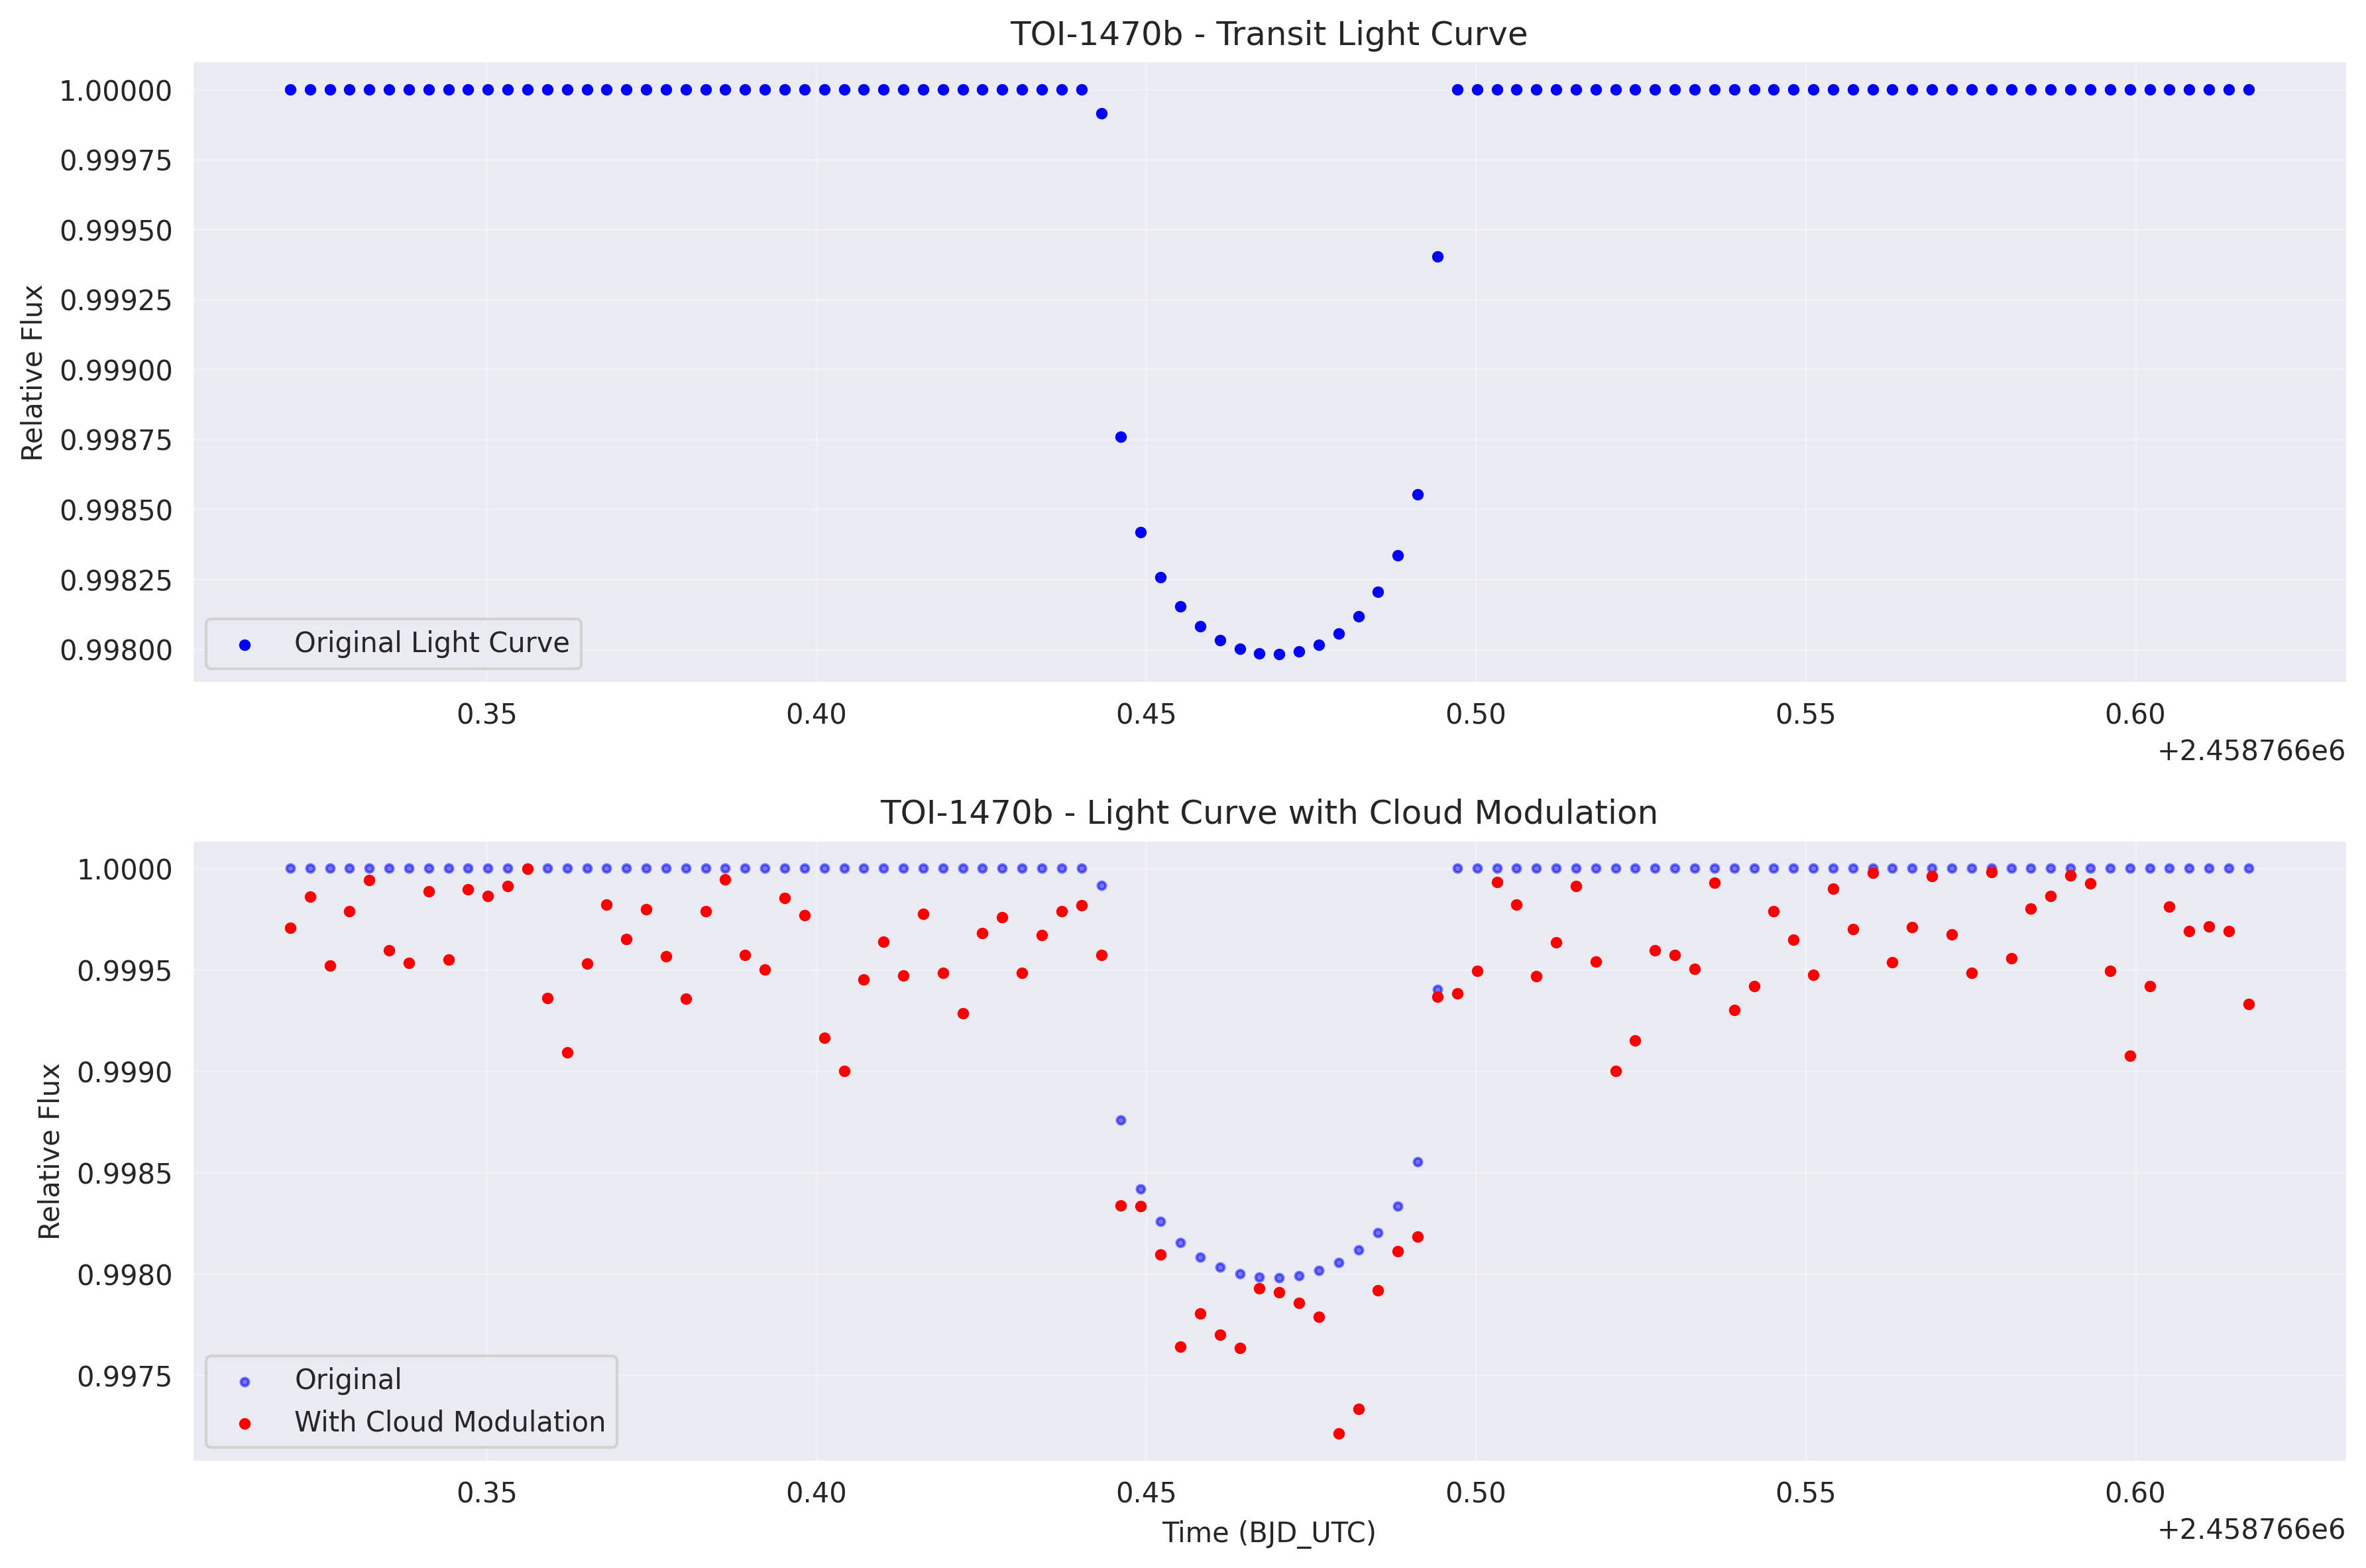 TOI-1470b - Transit Light Curve
Relative Flux
1.00000
0.99975
0.99950
0.99925
0.99900
0.99875
0.99850
0.99825
0.99800
Original Light Curve
0.35 0.40 0.45 0.50 0.55 0.60
+2.458766e6
TOI-1470b - Light Curve with Cloud Modulation
Relative Flux
1.0000
0.9995
0.9990
0.9985
0.9980
0.9975
Original
With Cloud Modulation
0.35 0.40 0.45 0.50 0.55 0.60
Time (BJD_UTC)
+2.458766e6